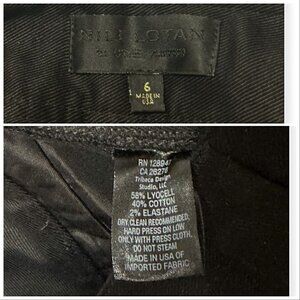 NILI LOTAN
6
MADE IN
USA
RN 128947
CA 28276
Tribeca Design
Studio, LLC
58% LYOCELL
40% COTTON
2% ELASTANE
DRY CLEAN RECOMMENDED.
HARD PRESS ON LOW
ONLY WITH PRESS CLOTH.
DO NOT STEAM
MADE IN USA OF
IMPORTED FABRIC